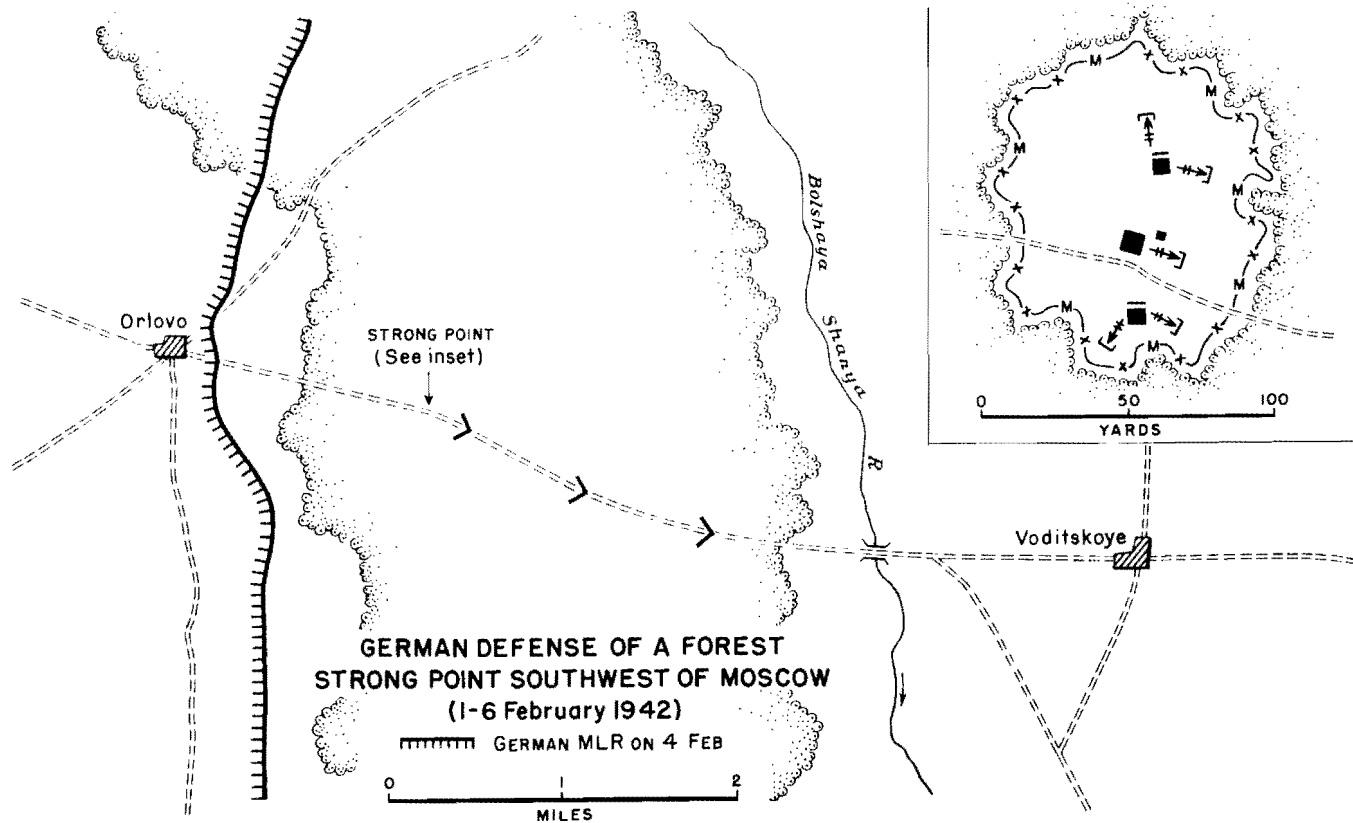 Orlovo
STRONG POINT
(See inset)
Bolshaya
Shanya
R
M
x
x
M
x
x
M
x
x
M
x
x
x
M
x
x
x
x
M
x
M
x
M
x
x
0 50 100
YARDS
Voditskoye
GERMAN DEFENSE OF A FOREST
STRONG POINT SOUTHWEST OF MOSCOW
(1-6 February 1942)
GERMAN MLR ON 4 FEB
0 1 2
MILES